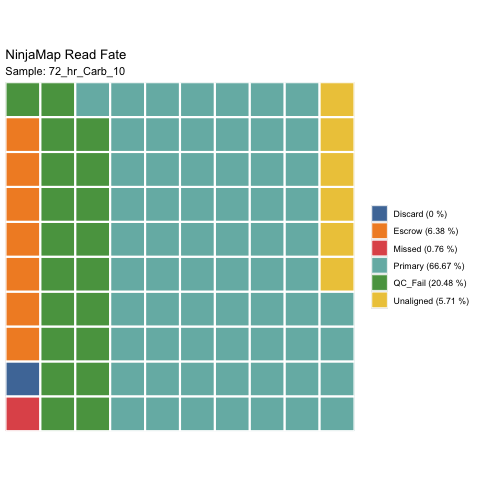 NinjaMap Read Fate
Sample: 72_hr_Carb_10
Discard (0 %)
Escrow (6.38 %)
Missed (0.76 %)
Primary (66.67 %)
QC_Fail (20.48 %)
Unaligned (5.71 %)